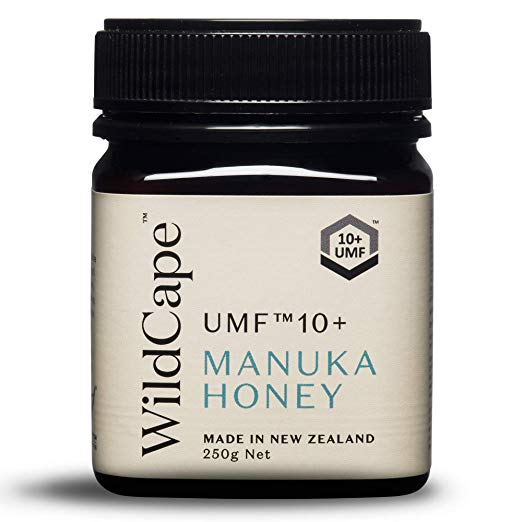 WildCape™
10+
UMF
™
UMF™10+
MANUKA
HONEY
MADE IN NEW ZEALAND
250g Net